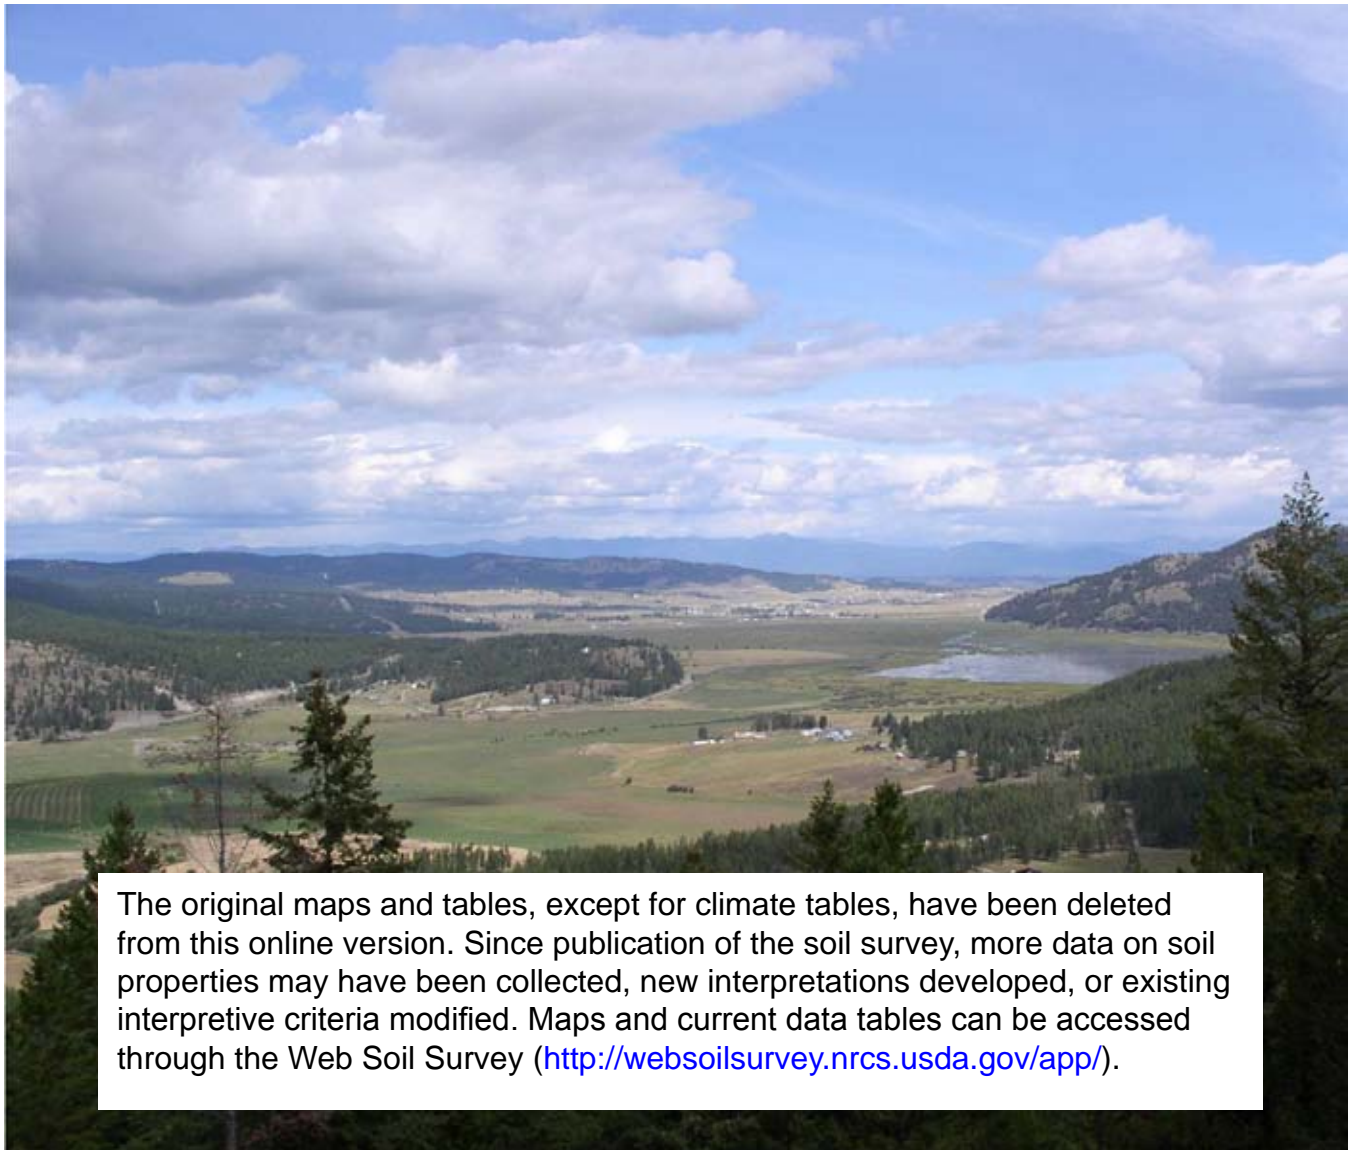 The original maps and tables, except for climate tables, have been deleted
from this online version. Since publication of the soil survey, more data on soil
properties may have been collected, new interpretations developed, or existing
interpretive criteria modified. Maps and current data tables can be accessed
through the Web Soil Survey (http://websoilsurvey.nrcs.usda.gov/app/).